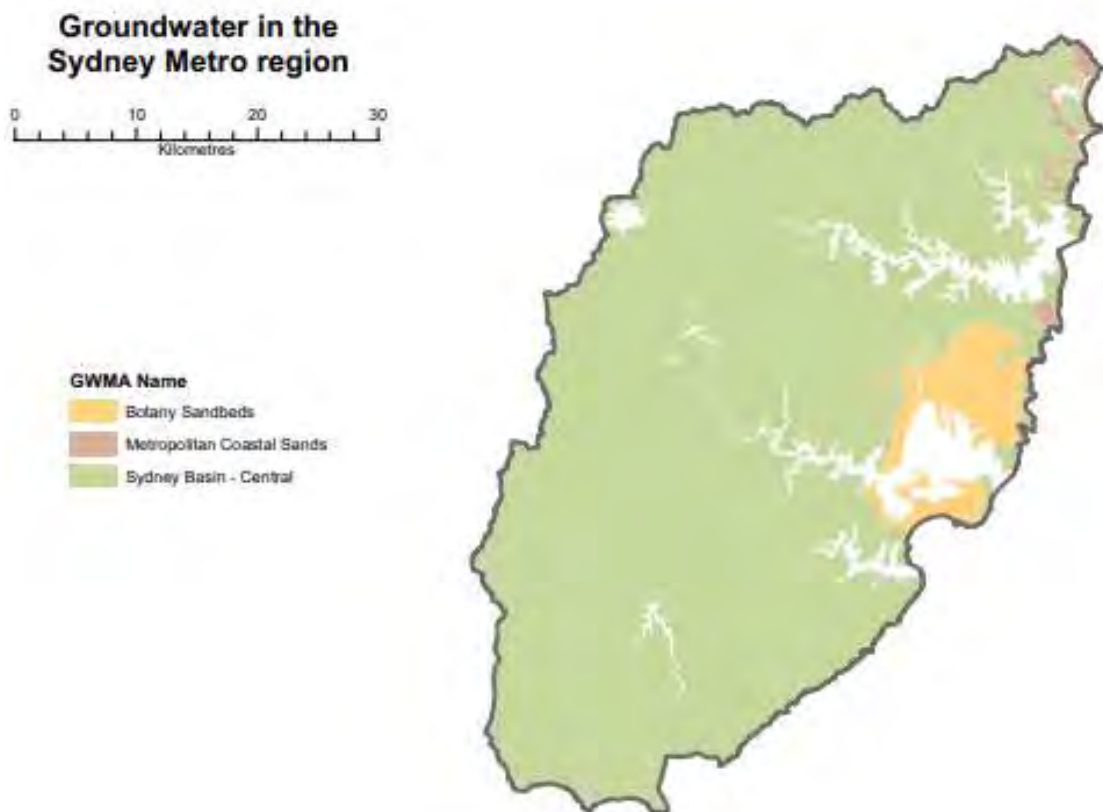 Groundwater in the
Sydney Metro region
0 10 20 30
Kilometres
GWMA Name
Botany Sandbeds
Metropolitan Coastal Sands
Sydney Basin - Central